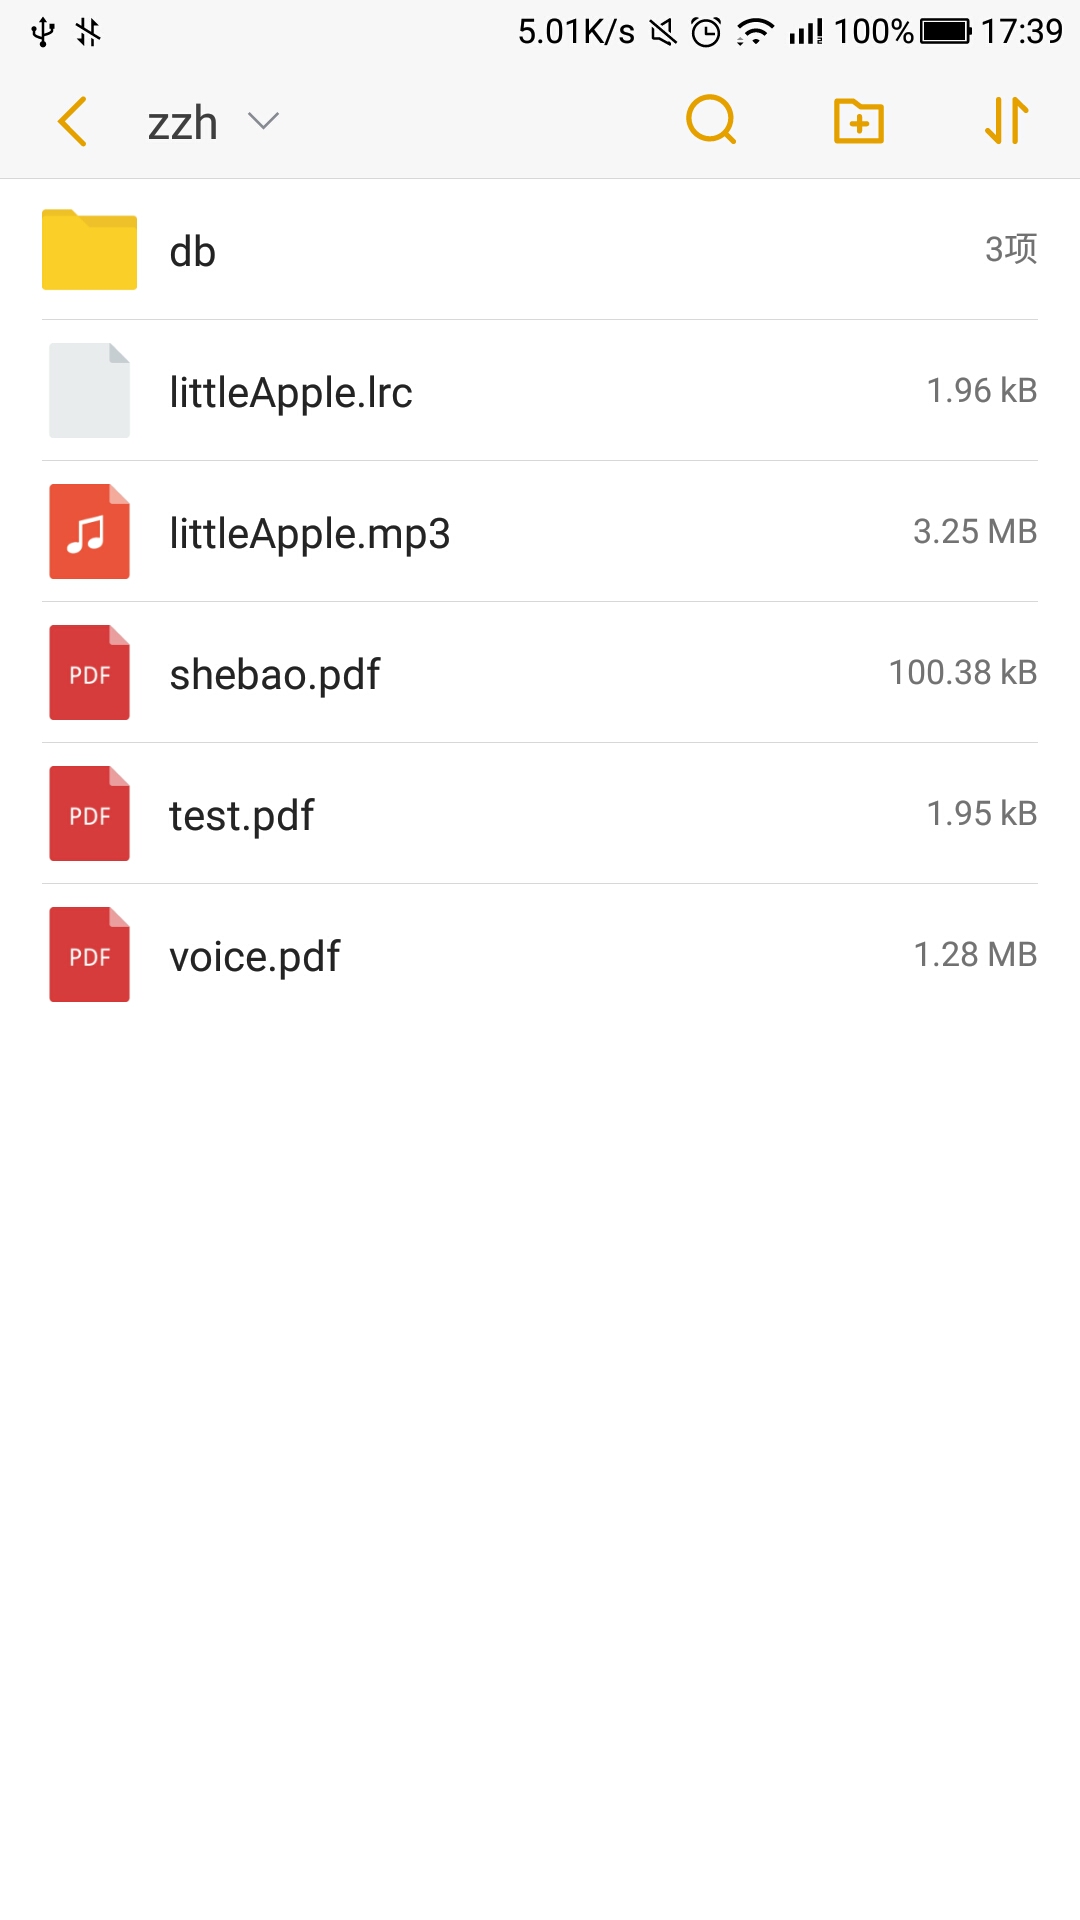 5.01K/s 100% 17:39
zzh
db 3项
littleApple.lrc 1.96 kB
littleApple.mp3 3.25 MB
PDF shebao.pdf 100.38 kB
PDF test.pdf 1.95 kB
PDF voice.pdf 1.28 MB